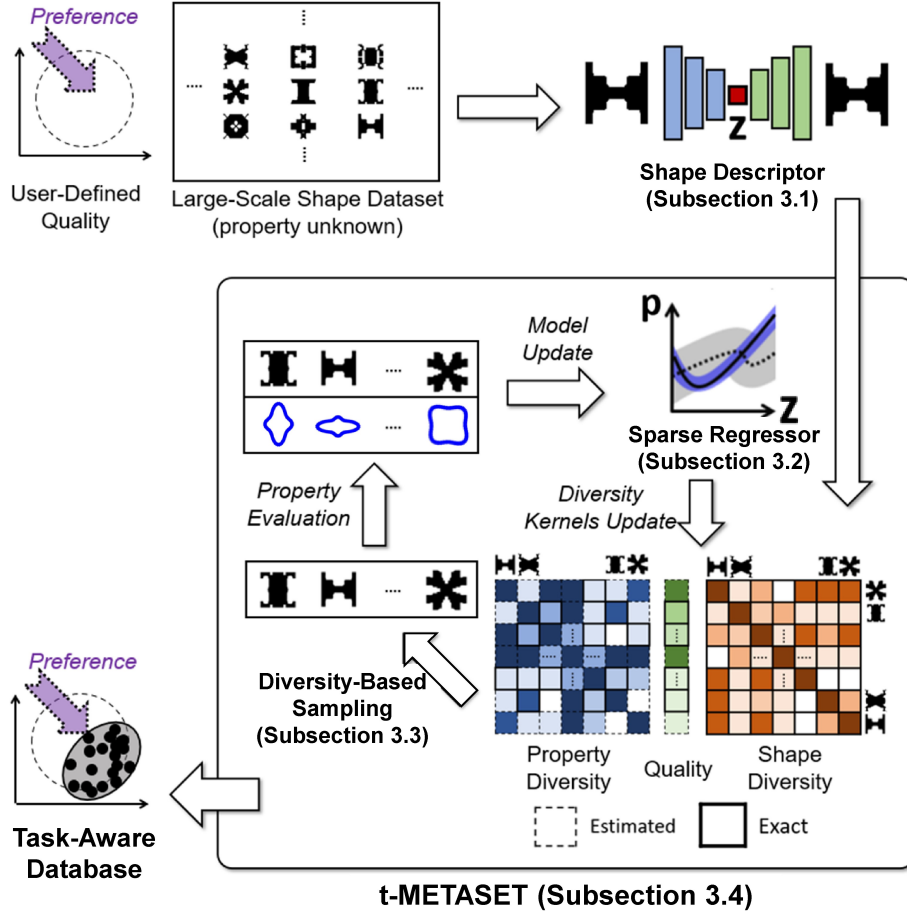 Preference
User-Defined
Quality
Large-Scale Shape Dataset
(property unknown)
z
Shape Descriptor
(Subsection 3.1)
Model
Update
p
z
Sparse Regressor
(Subsection 3.2)
Property
Evaluation
Diversity
Kernels Update
Diversity-Based
Sampling
(Subsection 3.3)
Property
Diversity
Quality
Shape
Diversity
Estimated
Exact
Preference
Task-Aware
Database
t-METASET (Subsection 3.4)